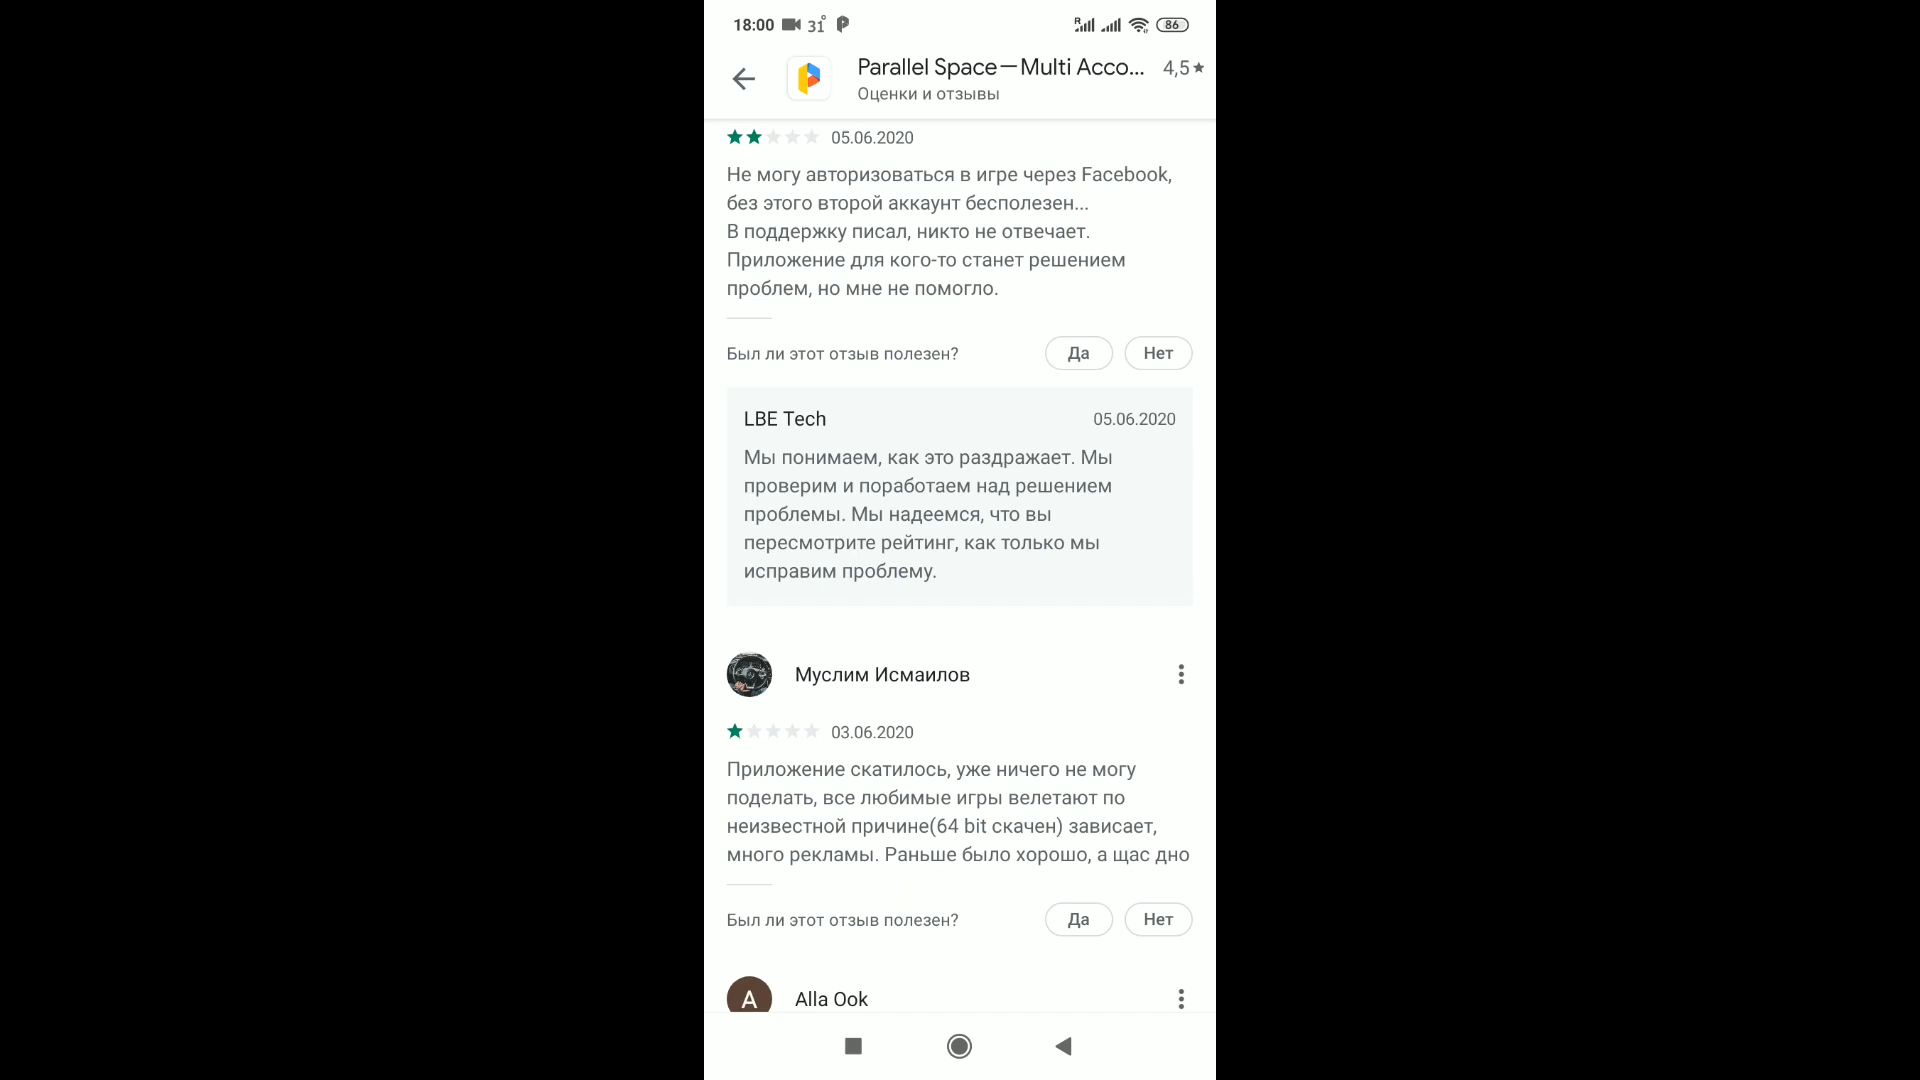 18:00 31° R 86
Parallel Space—Multi Acco... 4,5★
Оценки и отзывы
05.06.2020
Не могу авторизоваться в игре через Facebook,
без этого второй аккаунт бесполезен...
В поддержку писал, никто не отвечает.
Приложение для кого-то станет решением
проблем, но мне не помогло.
Был ли этот отзыв полезен? Да Нет
LBE Tech 05.06.2020
Мы понимаем, как это раздражает. Мы
проверим и поработаем над решением
проблемы. Мы надеемся, что вы
пересмотрите рейтинг, как только мы
исправим проблему.
Муслим Исмаилов
03.06.2020
Приложение скатилось, уже ничего не могу
поделать, все любимые игры велетают по
неизвестной причине(64 bit скачен) зависает,
много рекламы. Раньше было хорошо, а щас дно
Был ли этот отзыв полезен? Да Нет
A Alla Ook